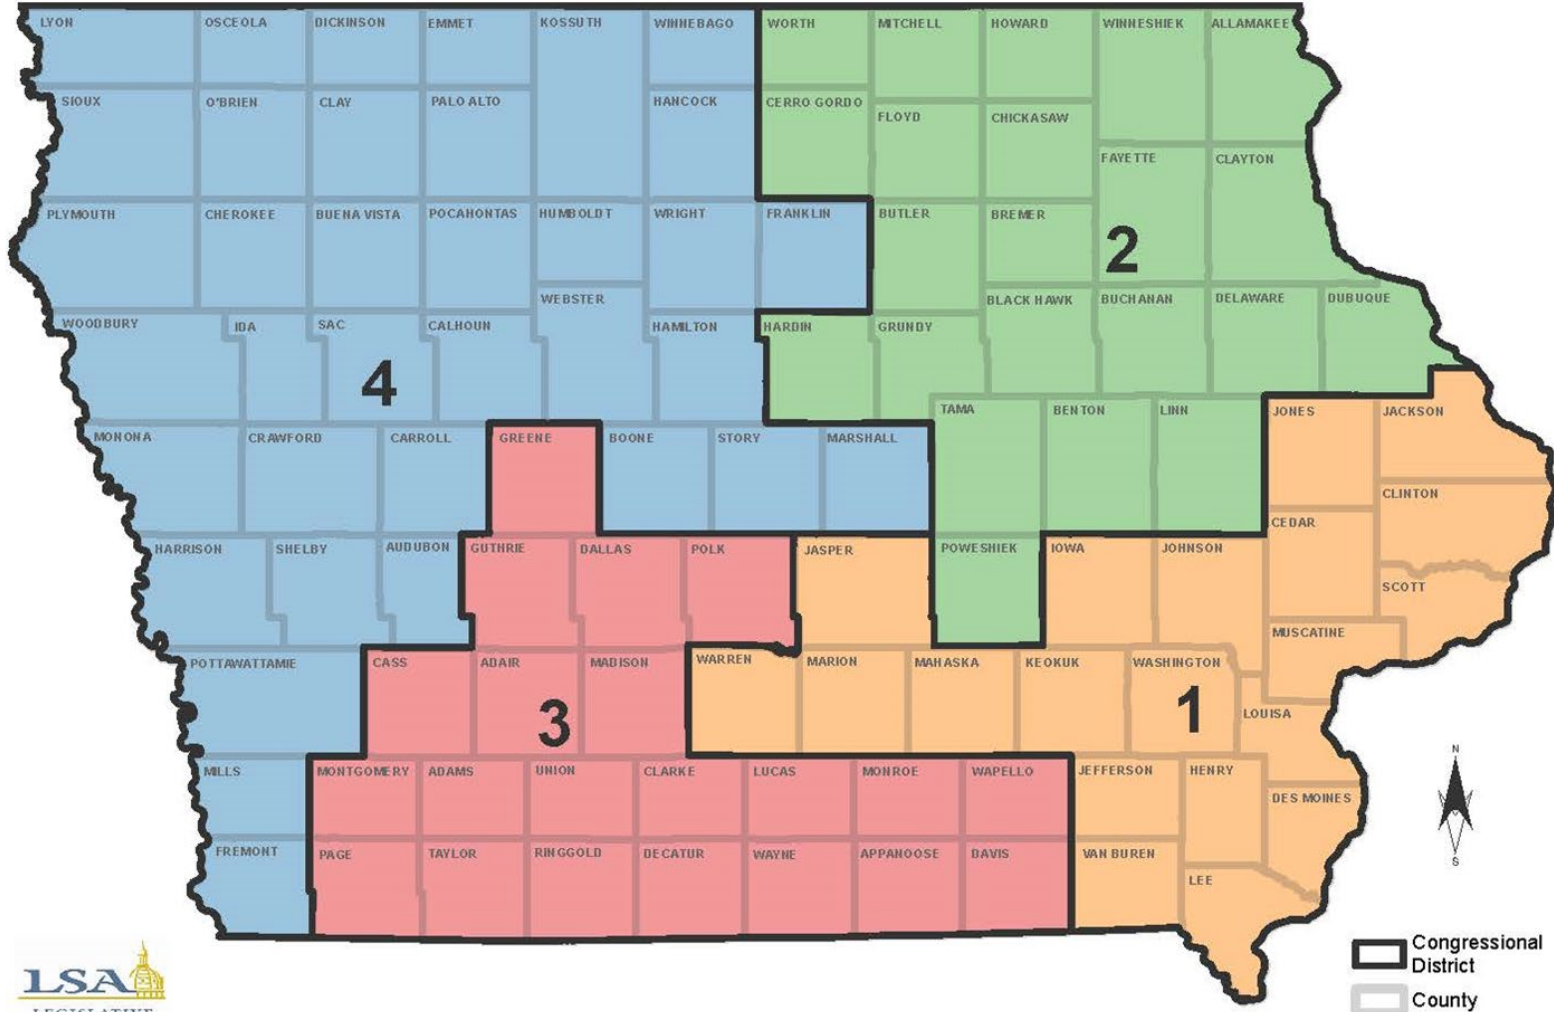 LYON OSCEOLA DICKINSON EMMET KOSSUTH WINNEBAGO WORTH MITCHELL HOWARD WINNESHIEK ALLAMAKEE
SIOUX O'BRIEN CLAY PALO ALTO HANCOCK CERRO GORDO
FLOYD CHICKASAW
FAYETTE CLAYTON
PLYMOUTH CHEROKEE BUENA VISTA POCAHONTAS HUMBOLDT WRIGHT FRANKLIN BUTLER BREMER
2
WEBSTER BLACK HAWK BUCHANAN DELAWARE DUBUQUE
WOODBURY IDA SAC CALHOUN HAMILTON HARDIN GRUNDY
4
TAMA BENTON LINN JONES JACKSON
MONONA CRAWFORD CARROLL GREENE BOONE STORY MARSHALL
CLINTON
CEDAR
HARRISON SHELBY AUDUBON GUTHRIE DALLAS POLK JASPER POWESHIEK IOWA JOHNSON
SCOTT
MUSCATINE
POTTAWATTAMIE CASS ADAIR MADISON WARREN MARION MAHASKA KEOKUK WASHINGTON
3
1
LOUISA
MILLS MONTGOMERY ADAMS UNION CLARKE LUCAS MONROE WAPELLO JEFFERSON HENRY
DES MOINES
FREMONT PAGE TAYLOR RINGGOLD DECATUR WAYNE APPANOOSE DAVIS VAN BUREN
LEE
N
S
Congressional
District
County
LSA
LEGISLATIVE